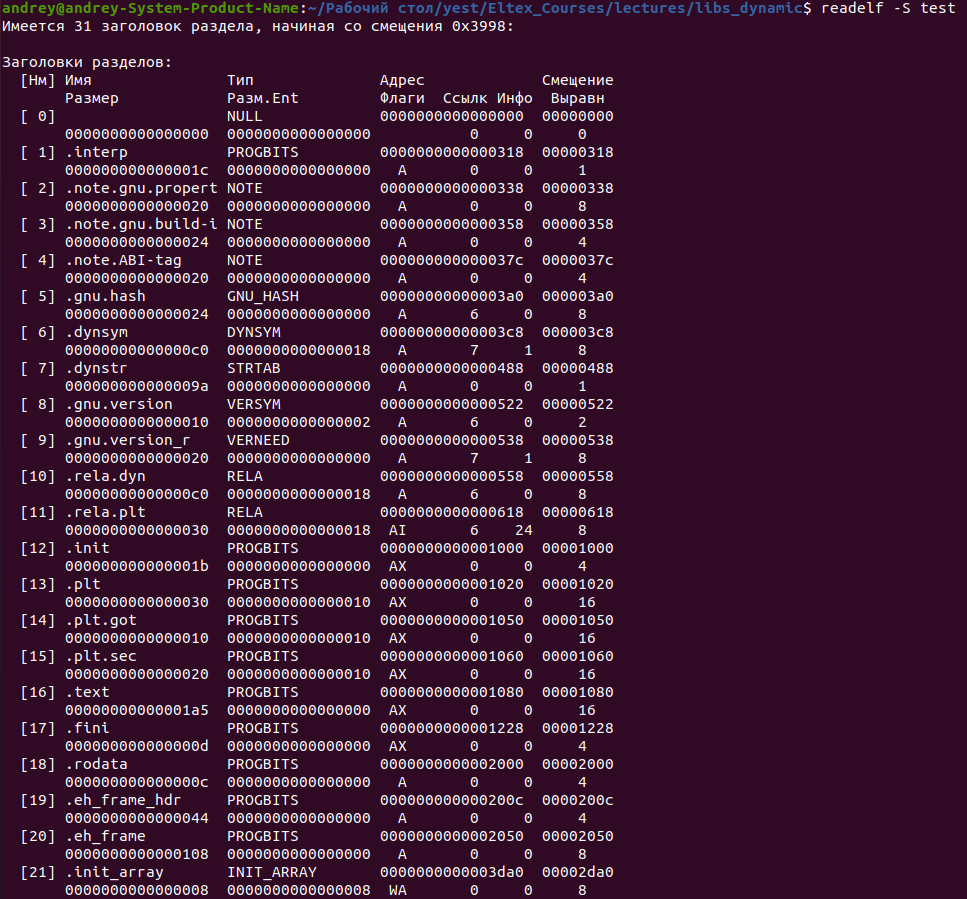 andrey@andrey-System-Product-Name:~/Рабочий стол/yest/Eltex_Courses/lectures/libs_dynamic$ readelf -S test
Имеется 31 заголовок раздела, начиная со смещения 0x3998:

Заголовки разделов:
  [Нм] Имя               Тип              Адрес             Смещение
       Размер            Разм.Ent         Флаги  Ссылк Инфо  Выравн
  [ 0]                   NULL             0000000000000000  00000000
       0000000000000000  0000000000000000           0     0     0
  [ 1] .interp           PROGBITS         0000000000000318  00000318
       000000000000001c  0000000000000000   A       0     0     1
  [ 2] .note.gnu.propert NOTE             0000000000000338  00000338
       0000000000000020  0000000000000000   A       0     0     8
  [ 3] .note.gnu.build-i NOTE             0000000000000358  00000358
       0000000000000024  0000000000000000   A       0     0     4
  [ 4] .note.ABI-tag     NOTE             000000000000037c  0000037c
       0000000000000020  0000000000000000   A       0     0     4
  [ 5] .gnu.hash         GNU_HASH         00000000000003a0  000003a0
       0000000000000024  0000000000000000   A       6     0     8
  [ 6] .dynsym           DYNSYM           00000000000003c8  000003c8
       00000000000000c0  0000000000000018   A       7     1     8
  [ 7] .dynstr           STRTAB           0000000000000488  00000488
       000000000000009a  0000000000000000   A       0     0     1
  [ 8] .gnu.version      VERSYM           0000000000000522  00000522
       0000000000000010  0000000000000002   A       6     0     2
  [ 9] .gnu.version_r    VERNEED          0000000000000538  00000538
       0000000000000020  0000000000000000   A       7     1     8
  [10] .rela.dyn         RELA             0000000000000558  00000558
       00000000000000c0  0000000000000018   A       6     0     8
  [11] .rela.plt         RELA             0000000000000618  00000618
       0000000000000030  0000000000000018  AI       6    24     8
  [12] .init             PROGBITS         0000000000001000  00001000
       000000000000001b  0000000000000000  AX       0     0     4
  [13] .plt              PROGBITS         0000000000001020  00001020
       0000000000000030  0000000000000010  AX       0     0     16
  [14] .plt.got          PROGBITS         0000000000001050  00001050
       0000000000000010  0000000000000010  AX       0     0     16
  [15] .plt.sec          PROGBITS         0000000000001060  00001060
       0000000000000020  0000000000000010  AX       0     0     16
  [16] .text             PROGBITS         0000000000001080  00001080
       00000000000001a5  0000000000000000  AX       0     0     16
  [17] .fini             PROGBITS         0000000000001228  00001228
       000000000000000d  0000000000000000  AX       0     0     4
  [18] .rodata           PROGBITS         0000000000002000  00002000
       000000000000000c  0000000000000000   A       0     0     4
  [19] .eh_frame_hdr     PROGBITS         000000000000200c  0000200c
       0000000000000044  0000000000000000   A       0     0     4
  [20] .eh_frame         PROGBITS         0000000000002050  00002050
       0000000000000108  0000000000000000   A       0     0     8
  [21] .init_array       INIT_ARRAY       0000000000003da0  00002da0
       0000000000000008  0000000000000008  WA       0     0     8